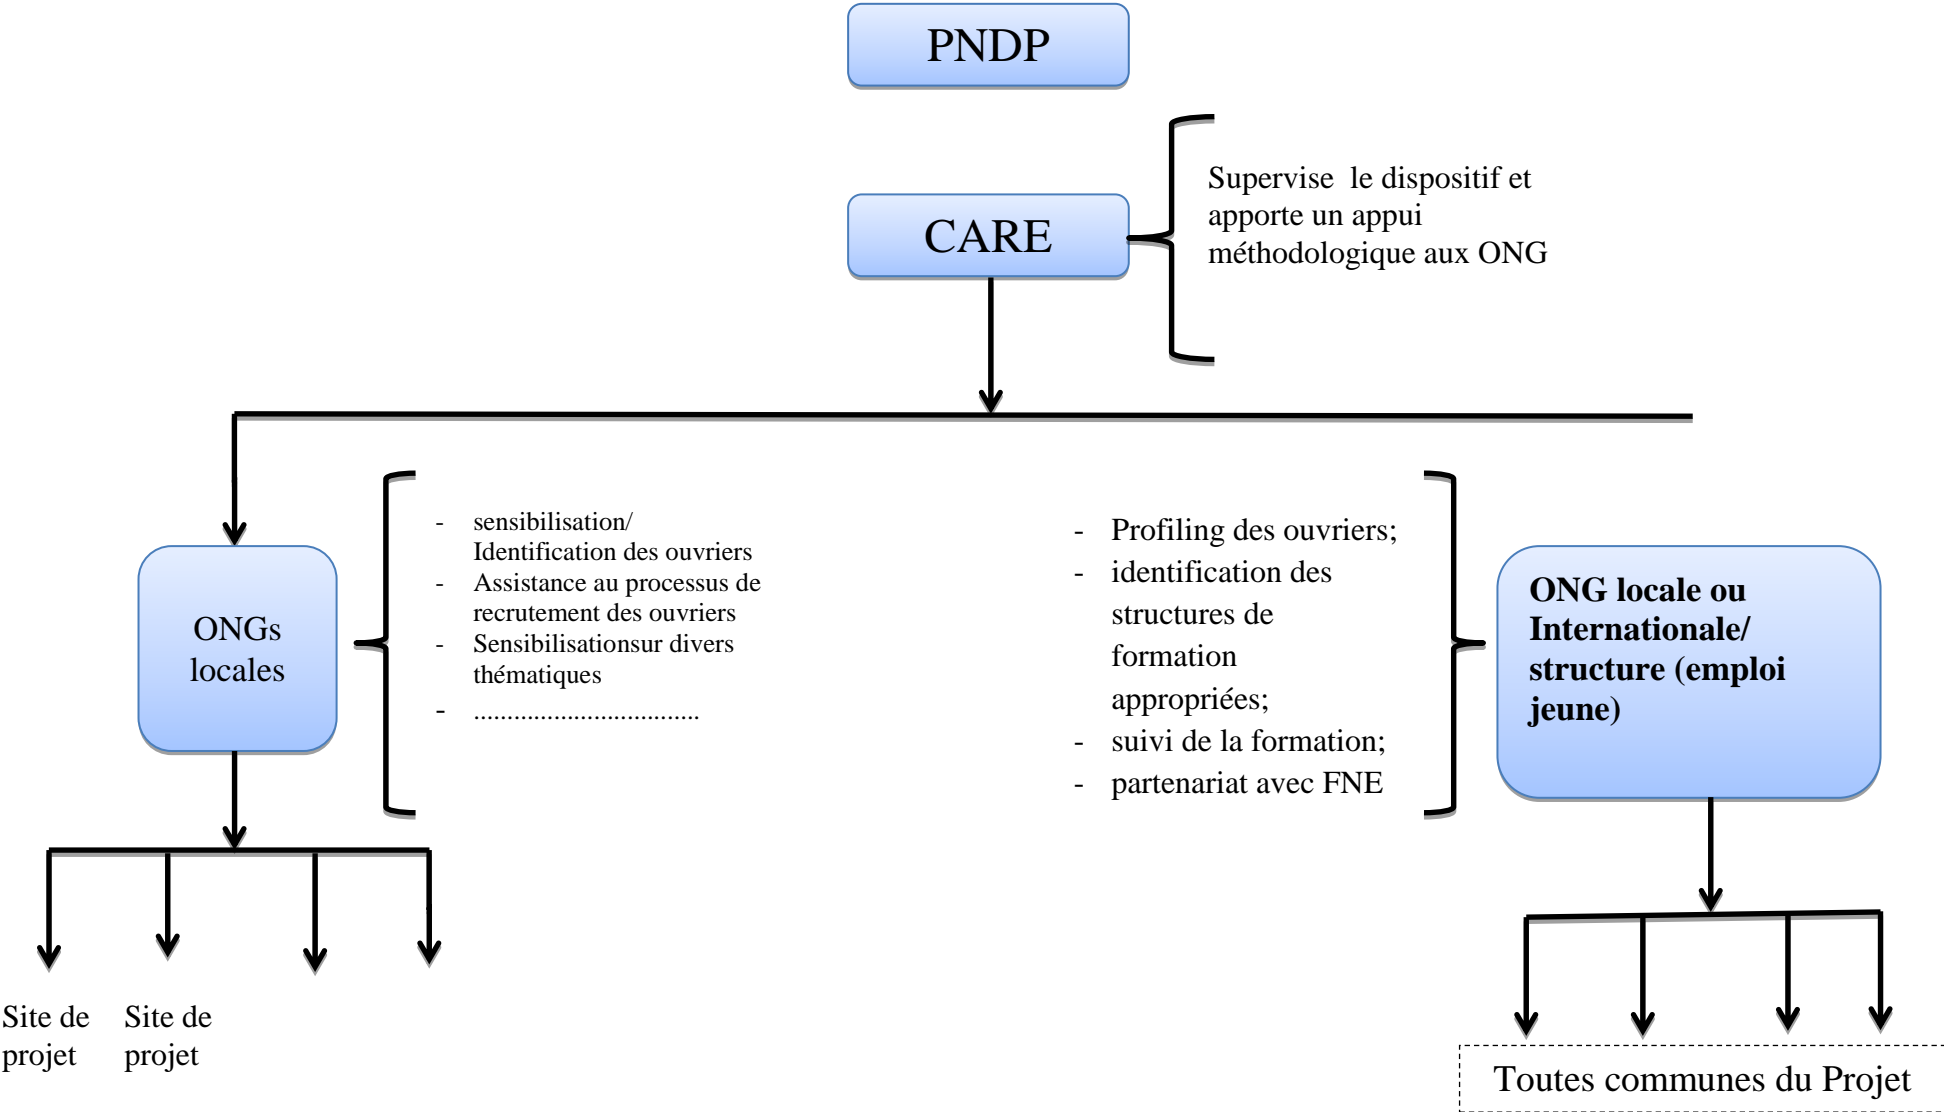 PNDP
CARE
Supervise  le dispositif et
apporte un appui
méthodologique aux ONG
ONGs
locales
- sensibilisation/
Identification des ouvriers
- Assistance au processus de
recrutement des ouvriers
- Sensibilisationsur divers
thématiques
- ..................................
- Profiling des ouvriers;
- identification des
structures de
formation
appropriées;
- suivi de la formation;
- partenariat avec FNE
ONG locale ou
Internationale/
structure (emploi
jeune)
Site de
projet
Site de
projet
Toutes communes du Projet